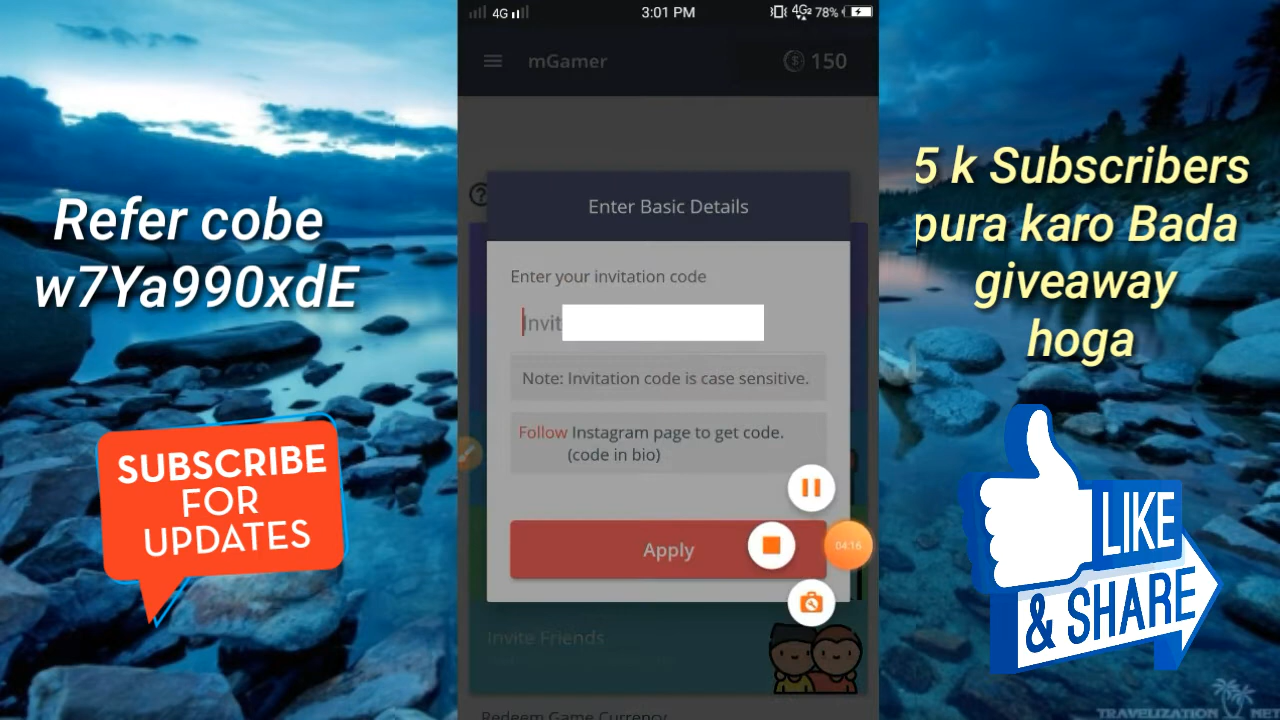 4G
3:01 PM
4G2 78%
mGamer
150
Refer cobe
w7Ya990xdE
5 k Subscribers
pura karo Bada
giveaway
hoga
Enter Basic Details
Enter your invitation code
Invit
Note: Invitation code is case sensitive.
Follow Instagram page to get code.
(code in bio)
Apply
04:16
Invite Friends
Redeem Game Currency
SUBSCRIBE
FOR
UPDATES
LIKE
& SHARE
TRAVELIZATION NET